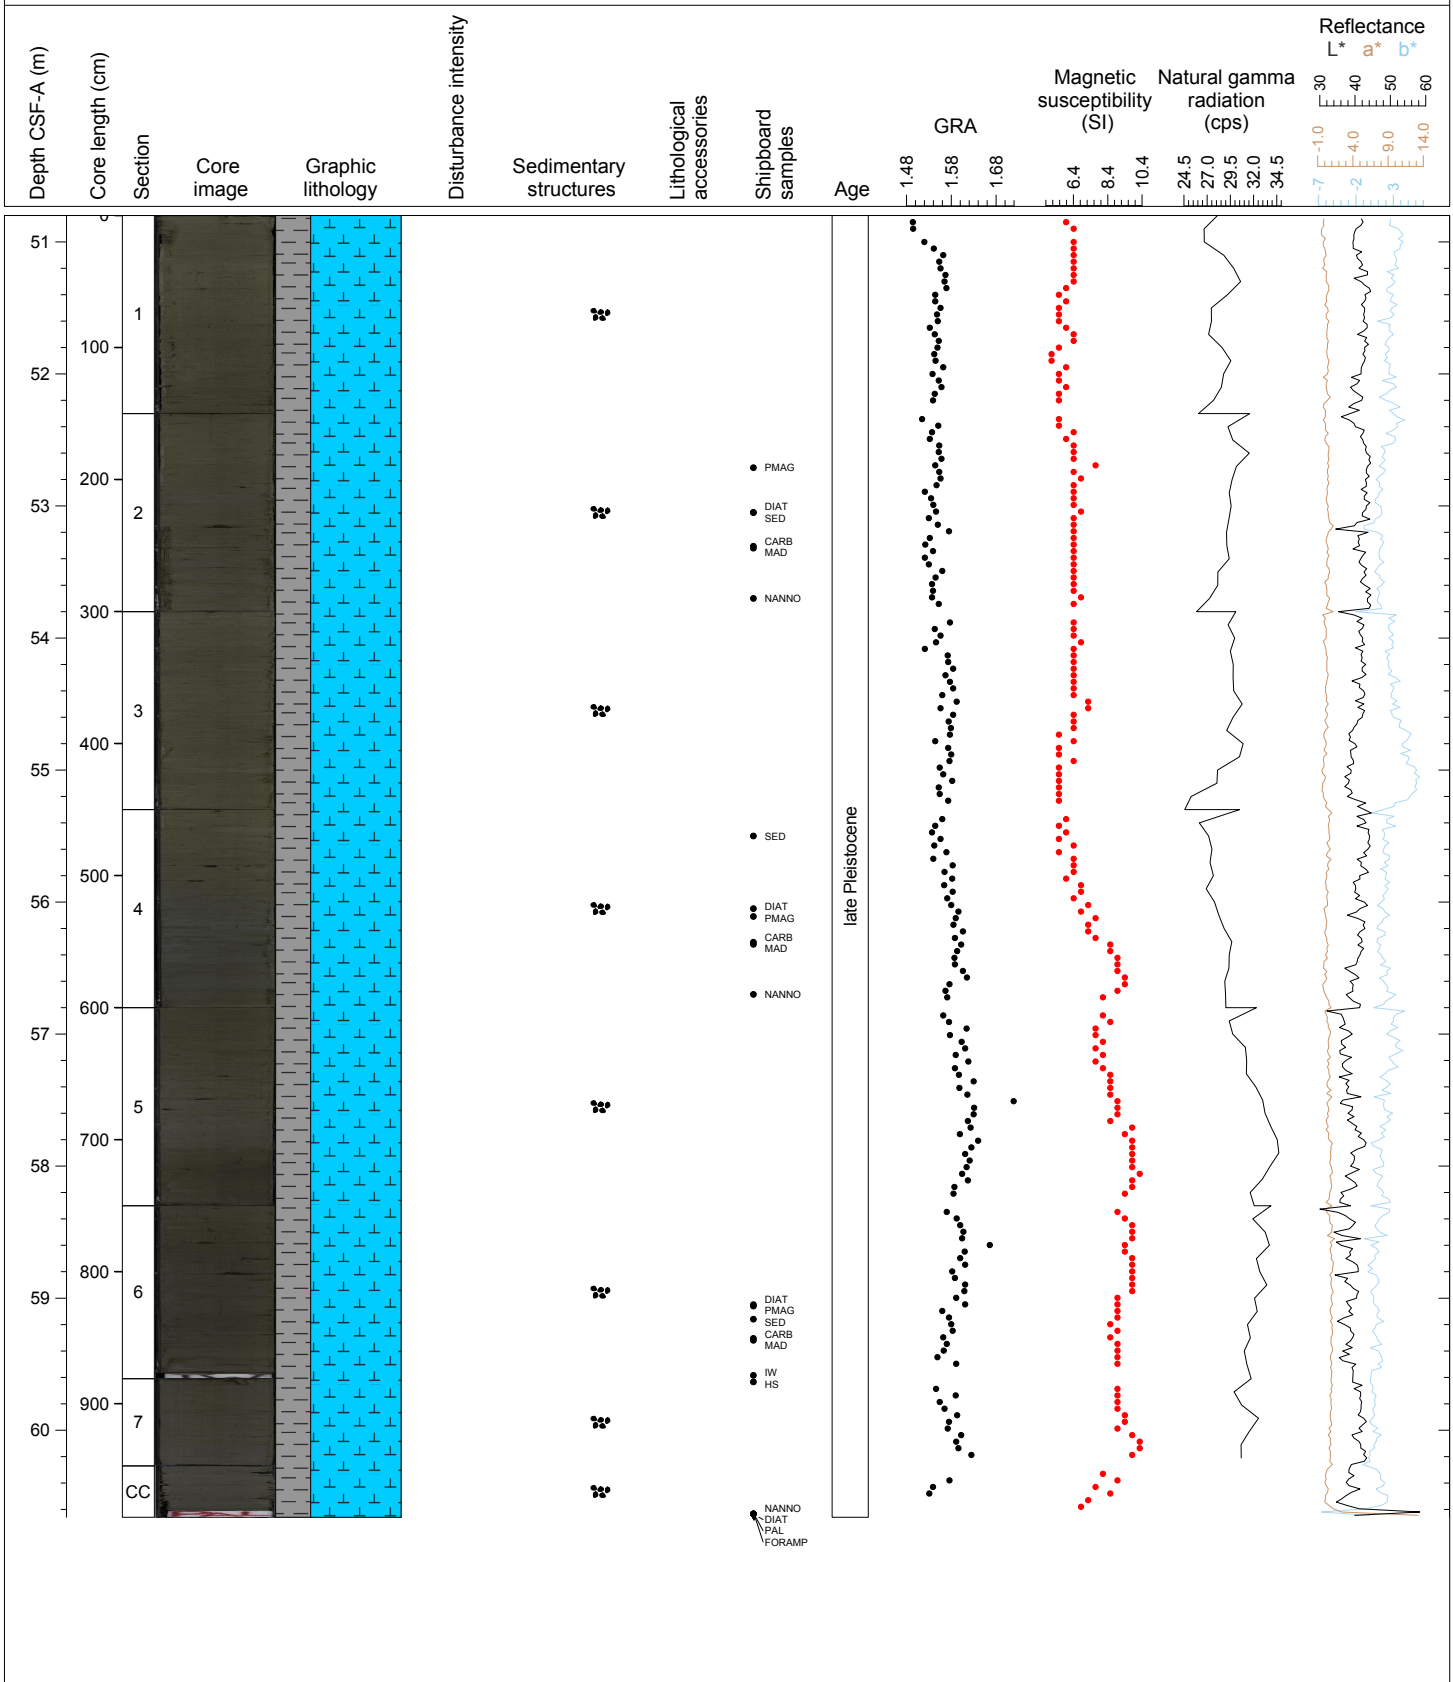 Depth CSF-A (m)
Core length (cm)
Section
Core
image
Graphic
lithology
Disturbance intensity
Sedimentary
structures
Lithological
accessories
Shipboard
samples
Age
GRA
1.48
1.58
1.68
Magnetic
susceptibility
(SI)
6.4
8.4
10.4
Natural gamma
radiation
(cps)
24.5
27.0
29.5
32.0
34.5
Reflectance
L* a* b*
30
40
50
60
-1.0
4.0
9.0
14.0
-7
-2
3
0
51
1
100
52
PMAG
200
2
53
DIAT
SED
CARB
MAD
NANNO
300
54
3
400
55
SED
500
4
56
DIAT
PMAG
CARB
MAD
NANNO
600
57
5
700
58
800
6
59
DIAT
PMAG
SED
CARB
MAD
IW
HS
900
7
60
CC
NANNO
DIAT
PAL
FORAMP
late Pleistocene